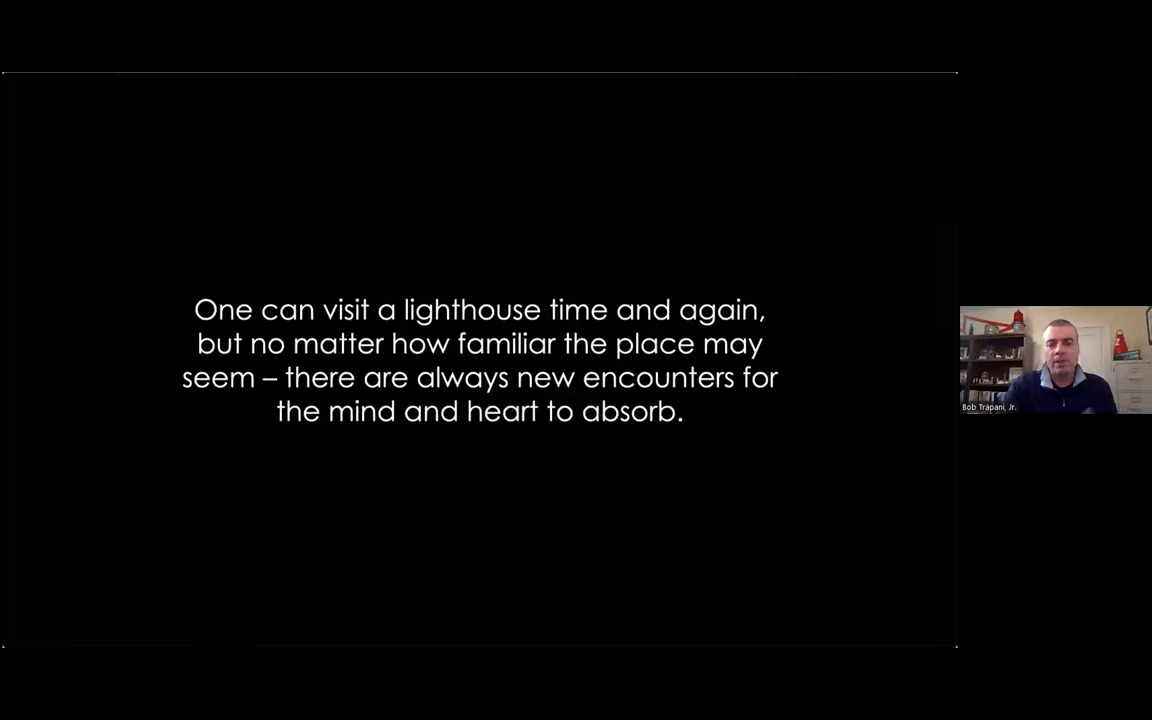 One can visit a lighthouse time and again,
but no matter how familiar the place may
seem – there are always new encounters for
the mind and heart to absorb.
Bob Trapani, Jr.